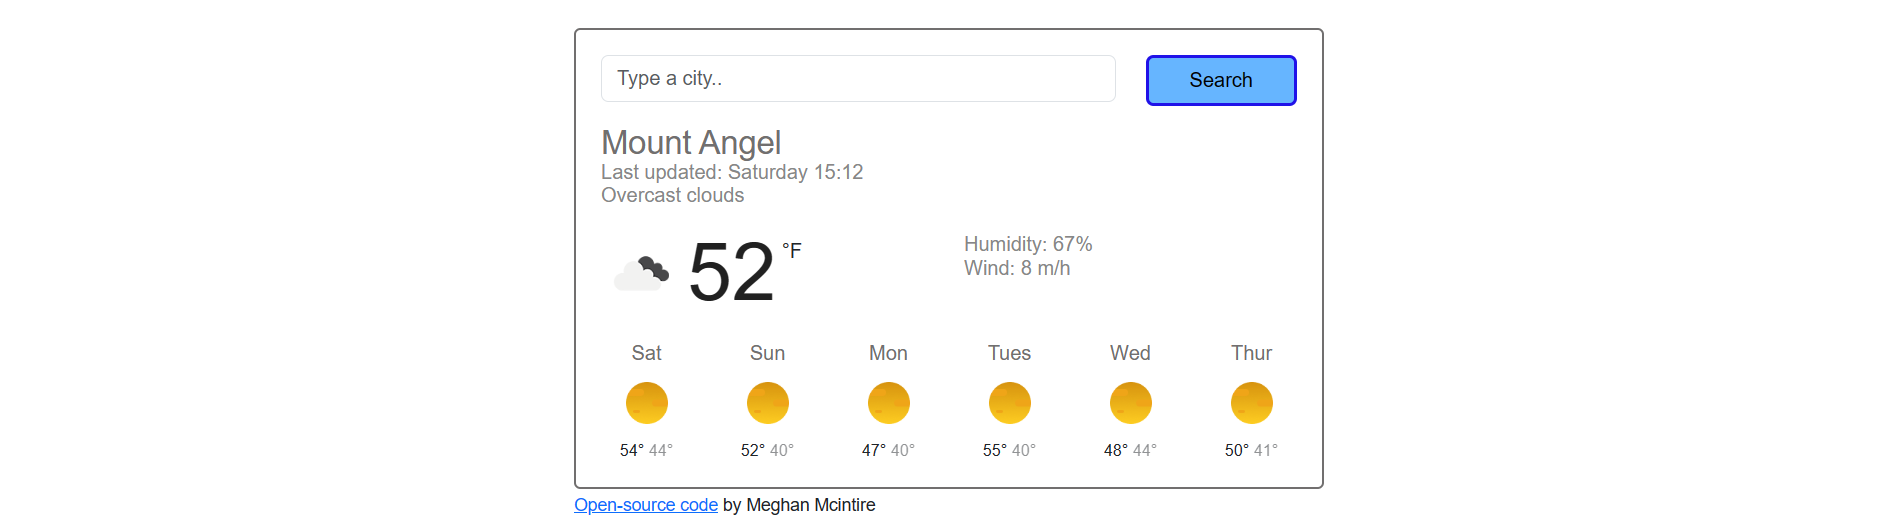 Type a city..
Search
Mount Angel
Last updated: Saturday 15:12
Overcast clouds
52 °F
Humidity: 67%
Wind: 8 m/h
Sat Sun Mon Tues Wed Thur
54° 44° 52° 40° 47° 40° 55° 40° 48° 44° 50° 41°
Open-source code by Meghan Mcintire